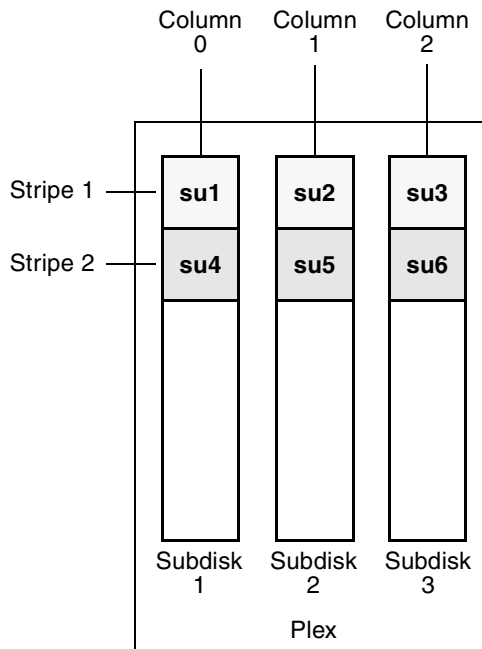 Column Column Column
0 1 2
Stripe 1 su1 su2 su3
Stripe 2 su4 su5 su6
Subdisk Subdisk Subdisk
1 2 3
Plex